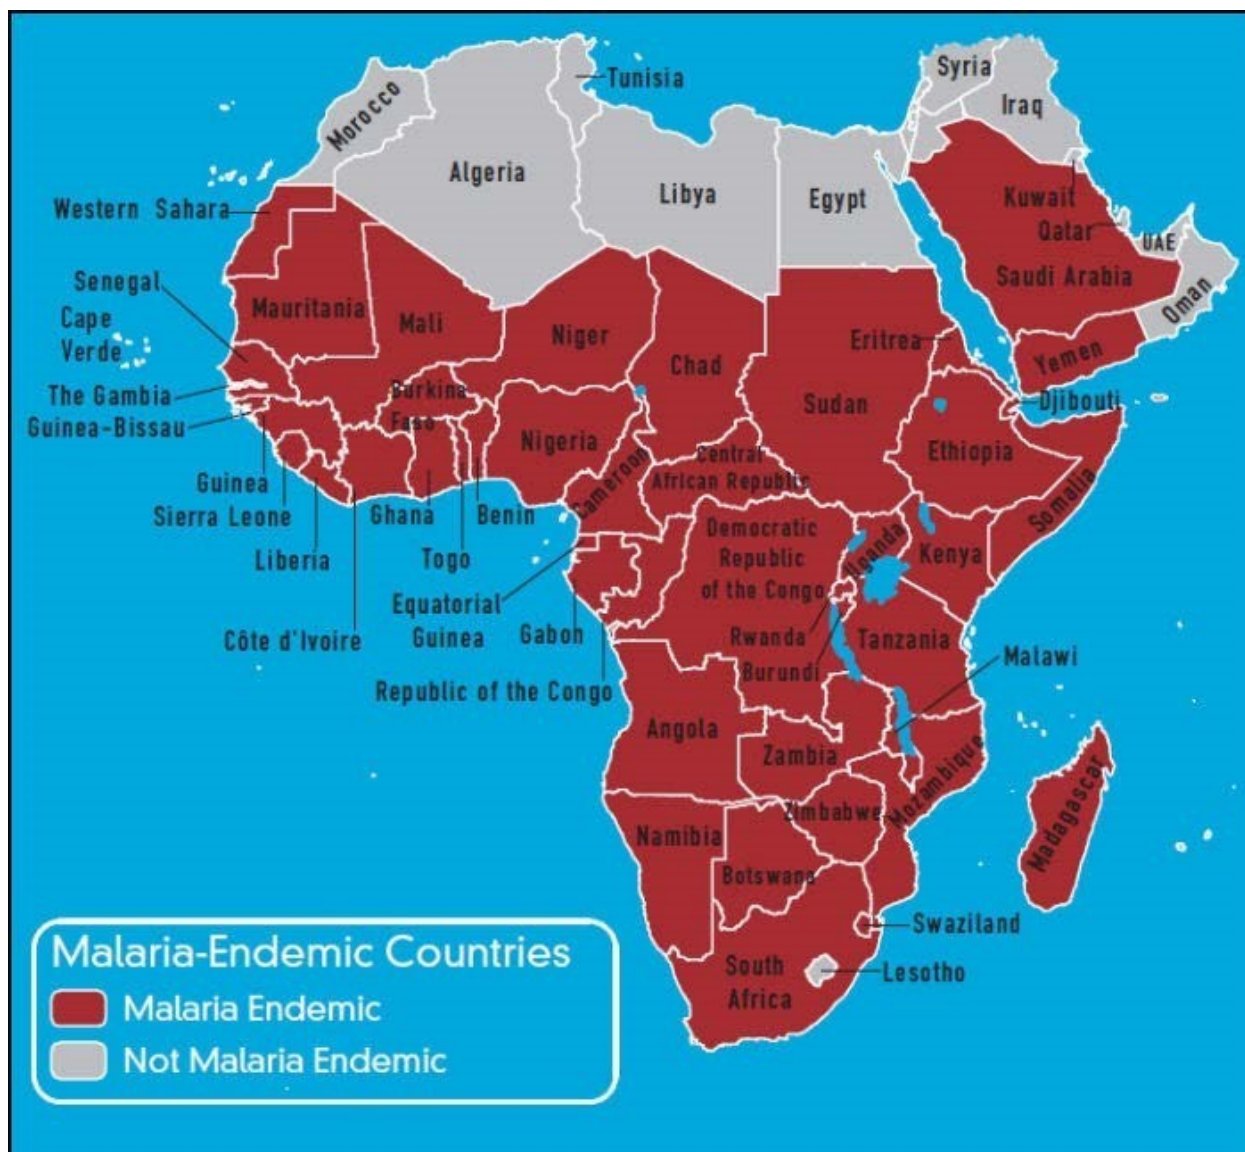 Syria
Tunisia
Iraq
Morocco
Algeria
Libya
Egypt
Kuwait
Western Sahara
Qatar
UAE
Saudi Arabia
Senegal
Mauritania
Oman
Cape
Verde
Mali
Niger
Eritrea
Chad
Yemen
The Gambia
Burkina
Faso
Sudan
Djibouti
Guinea-Bissau
Nigeria
Ethiopia
Central
African Republic
Guinea
Cameroon
Somalia
Sierra Leone
Ghana
Benin
Democratic
Republic
of the Congo
Uganda
Kenya
Liberia
Togo
Equatorial
Guinea
Gabon
Rwanda
Tanzania
Côte d'Ivoire
Malawi
Burundi
Republic of the Congo
Angola
Zambia
Mozambique
Madagascar
Zimbabwe
Namibia
Botswana
Swaziland
South
Africa
Lesotho
Malaria-Endemic Countries
Malaria Endemic
Not Malaria Endemic